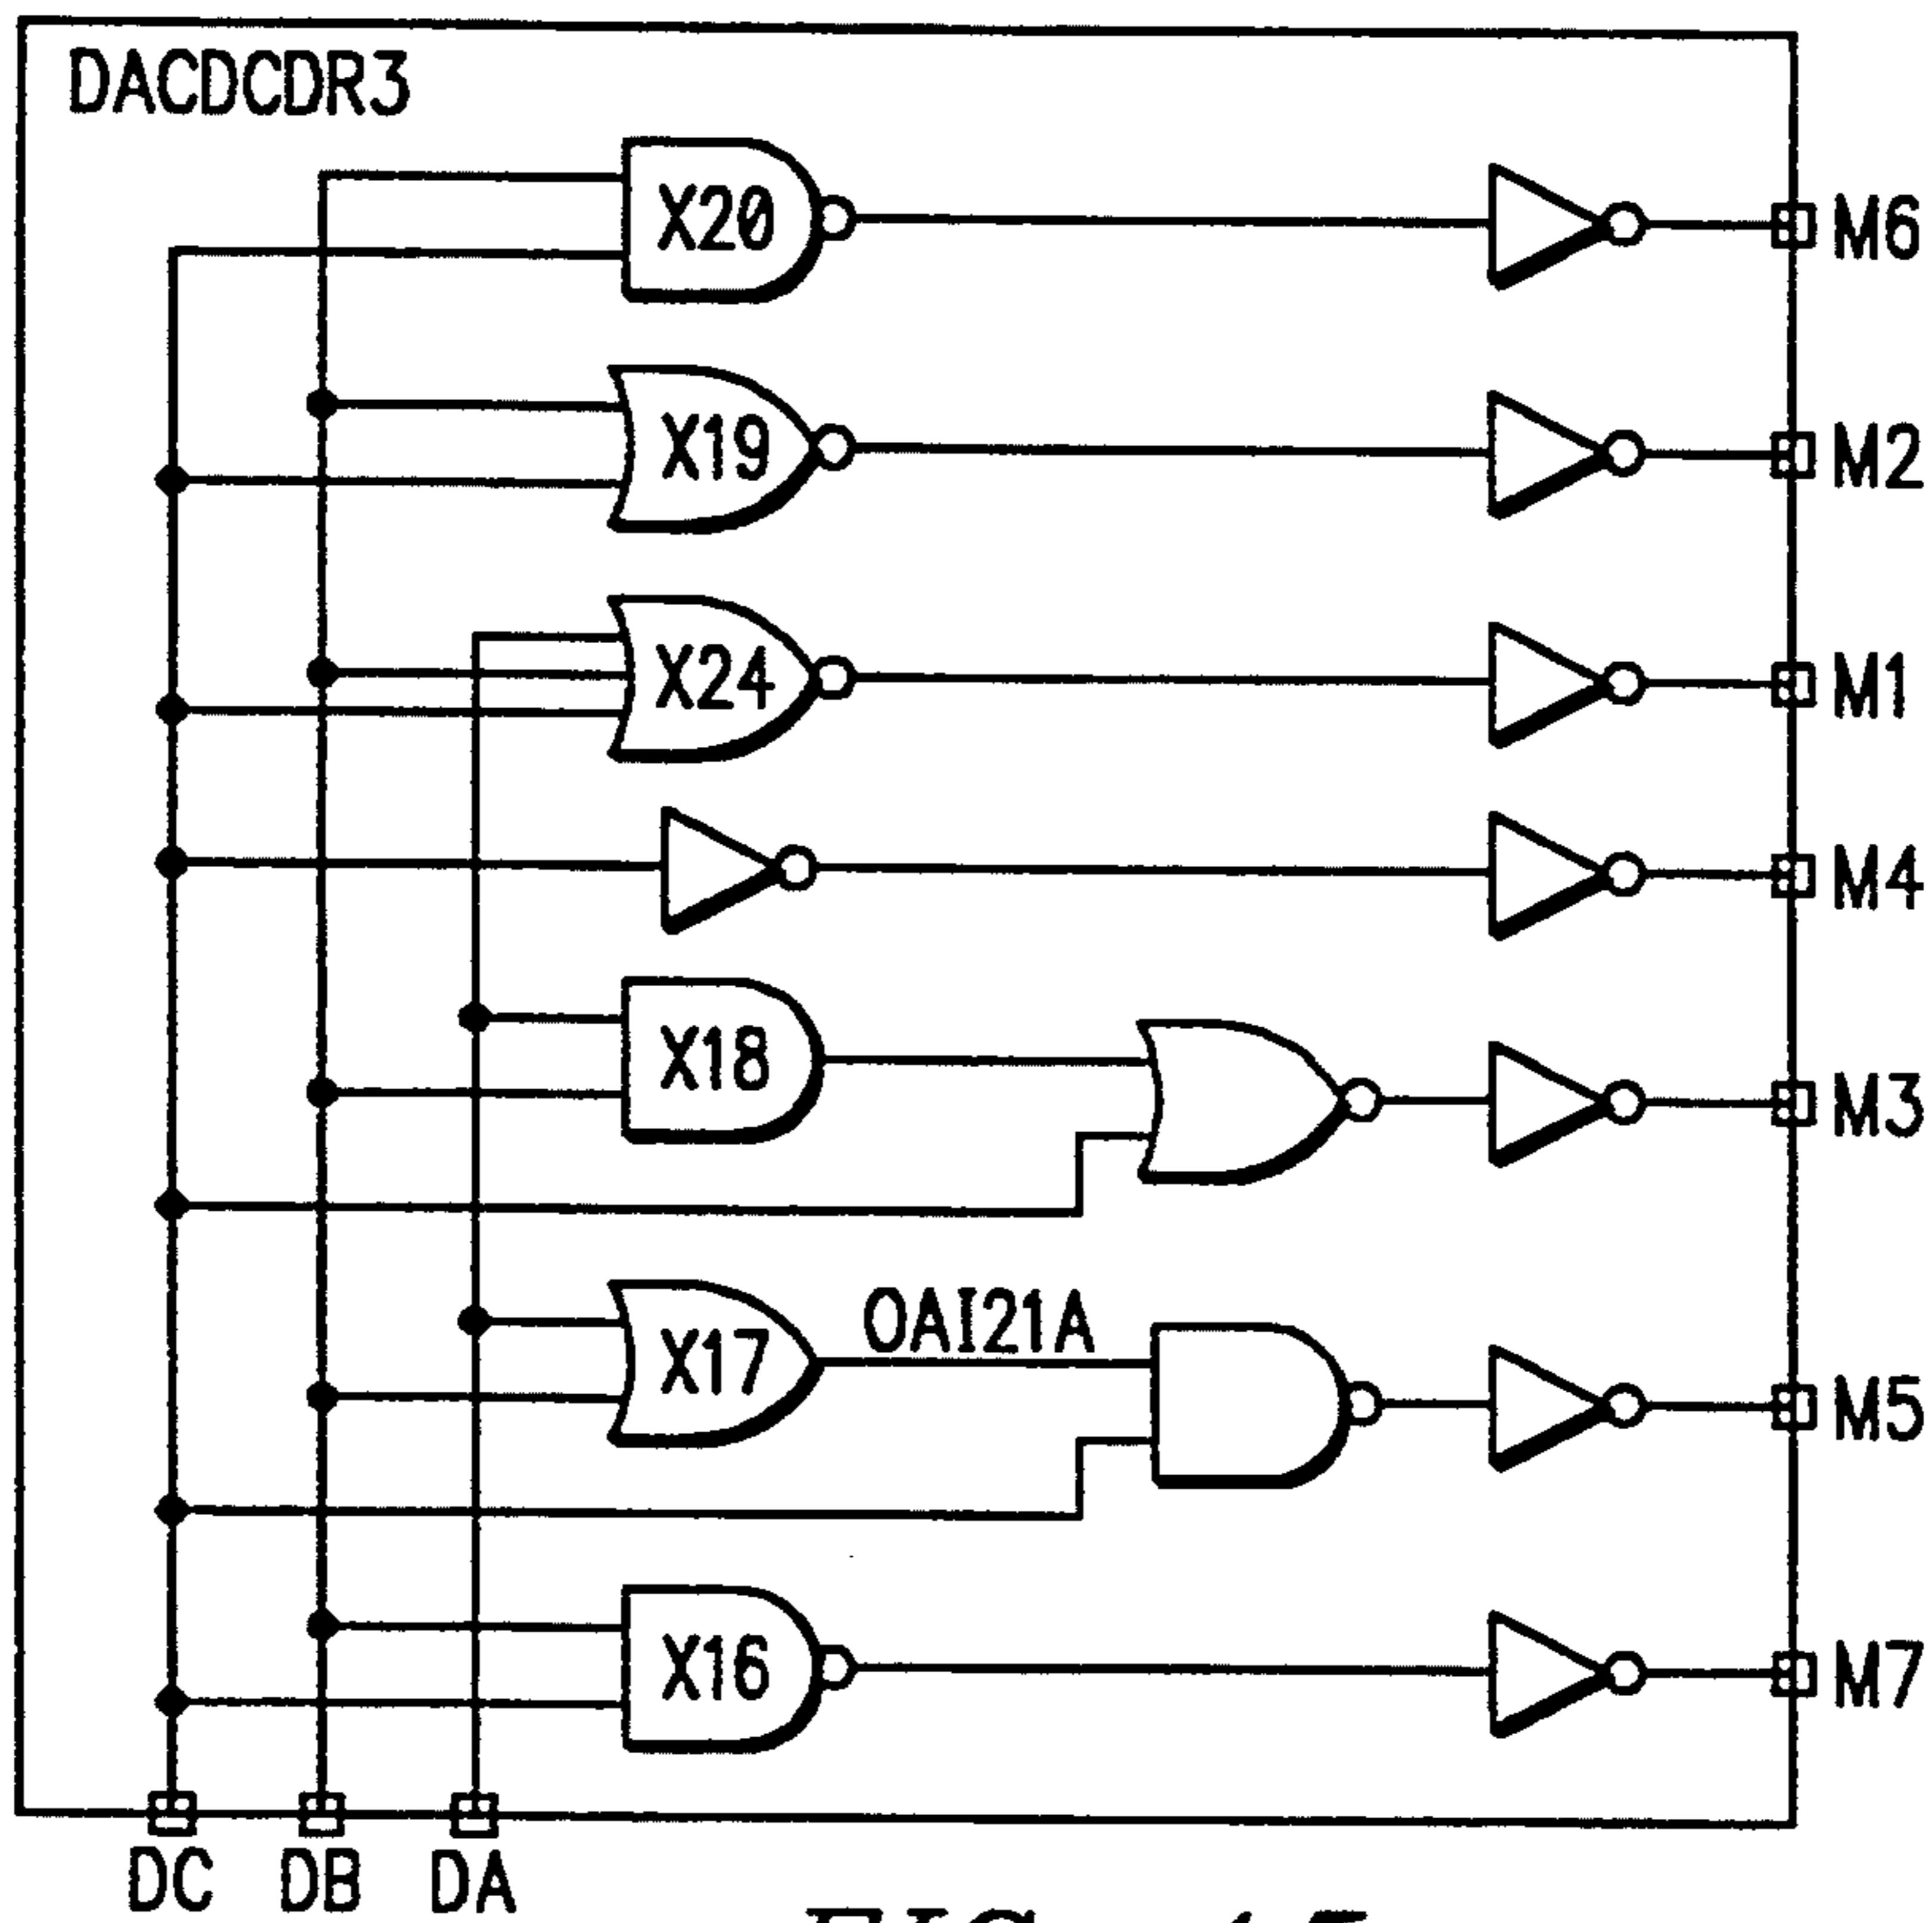 DACDCDR3
X20
M6
X19
M2
X24
M1
M4
X18
M3
X17
OAI21A
M5
X16
M7
DC DB DA